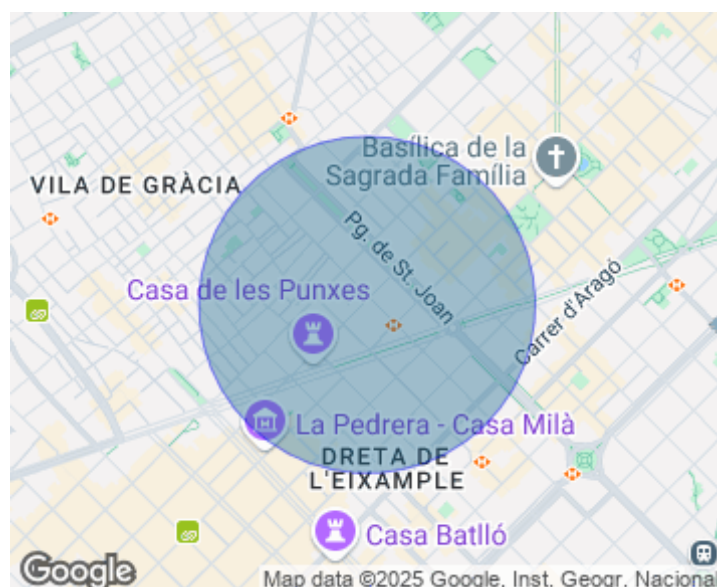 Basílica de la
Sagrada Família
VILA DE GRÀCIA
Pg. de St. Joan
Casa de les Punxes
Carrer d'Aragó
La Pedrera - Casa Milà
DRETA DE
L'EIXAMPLE
Casa Batlló
Google
Map data ©2025 Google, Inst. Geogr. Naciona